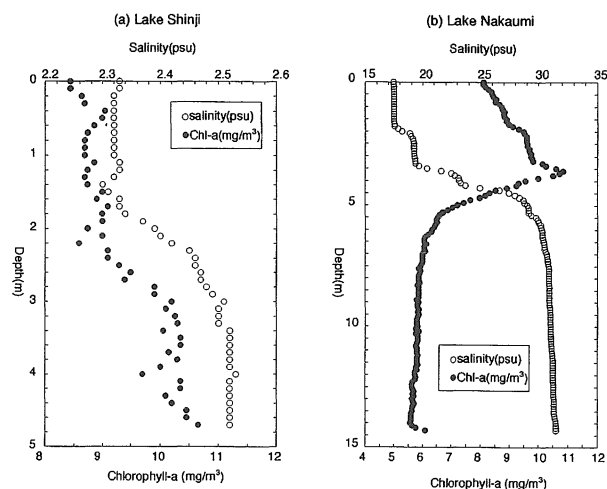 (a) Lake Shinji
Salinity(psu)
2.2 2.3 2.4 2.5 2.6
0
1
2
3
4
5
Depth(m)
salinity(psu)
Chl-a(mg/m³)
8 9 10 11 12
Chlorophyll-a (mg/m³)
(b) Lake Nakaumi
Salinity(psu)
15 20 25 30 35
0
5
10
15
Depth(m)
salinity(psu)
Chl-a(mg/m³)
4 5 6 7 8 9 10 11 12
Chlorophyll-a (mg/m³)